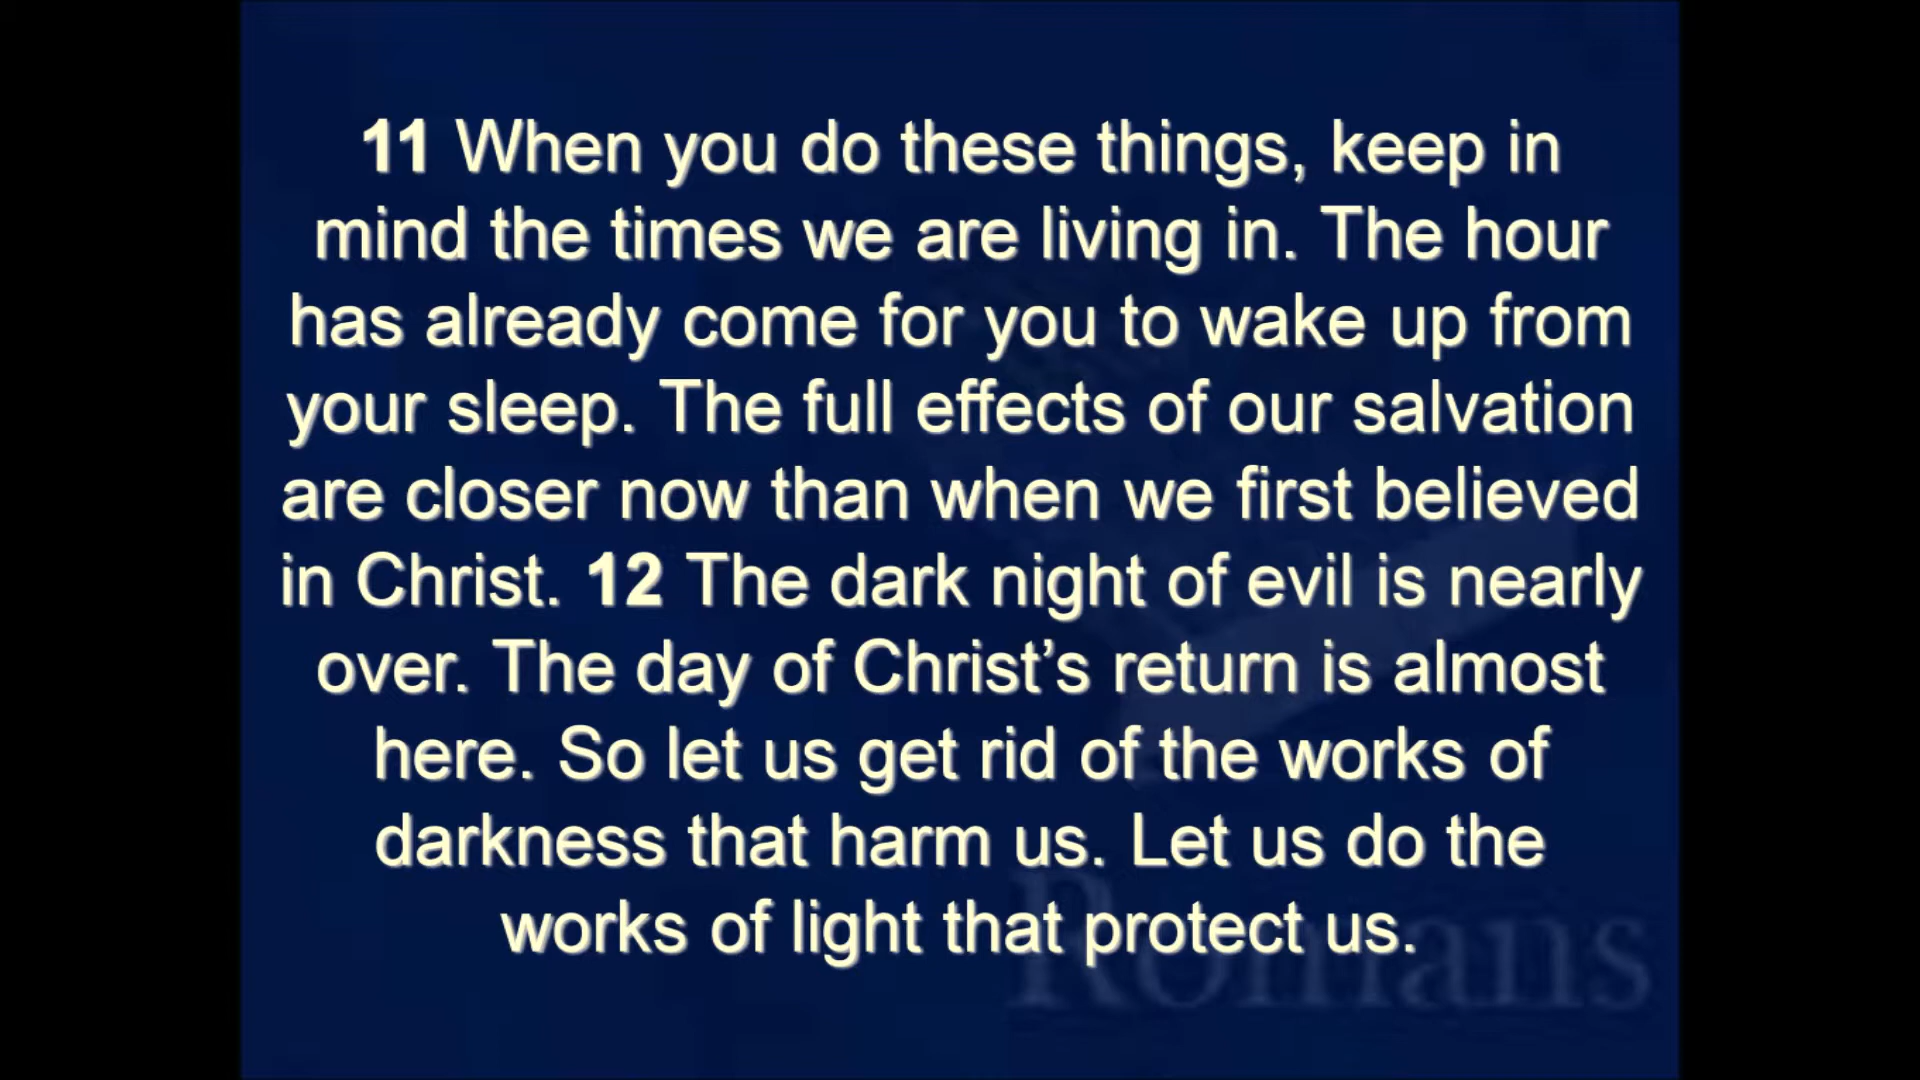 11 When you do these things, keep in
mind the times we are living in. The hour
has already come for you to wake up from
your sleep. The full effects of our salvation
are closer now than when we first believed
in Christ. 12 The dark night of evil is nearly
over. The day of Christ’s return is almost
here. So let us get rid of the works of
darkness that harm us. Let us do the
works of light that protect us.
Romans